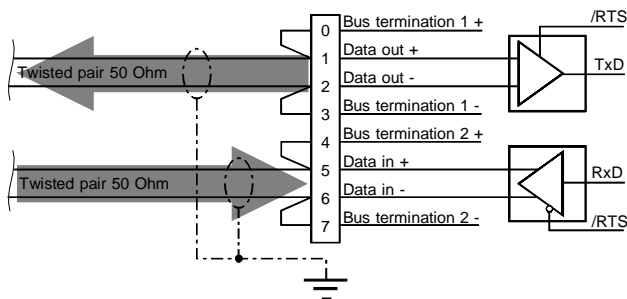 Bus termination 1 +
/RTS
0
Data out +
1
TxD
Twisted pair 50 Ohm
Data out -
2
Bus termination 1 -
3
Bus termination 2 +
4
Data in +
5
RxD
Twisted pair 50 Ohm
Data in -
6
Bus termination 2 -
7
/RTS